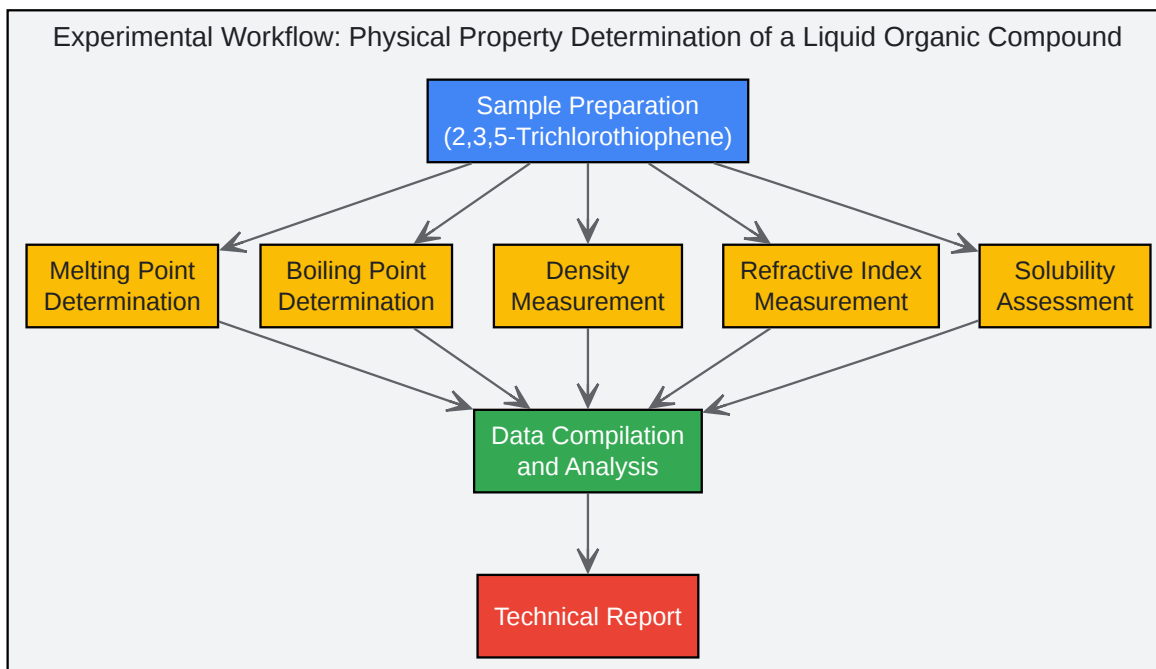 Experimental Workflow: Physical Property Determination of a Liquid Organic Compound
Sample Preparation
(2,3,5-Trichlorothiophene)
Melting Point
Determination
Boiling Point
Determination
Density
Measurement
Refractive Index
Measurement
Solubility
Assessment
Data Compilation
and Analysis
Technical Report